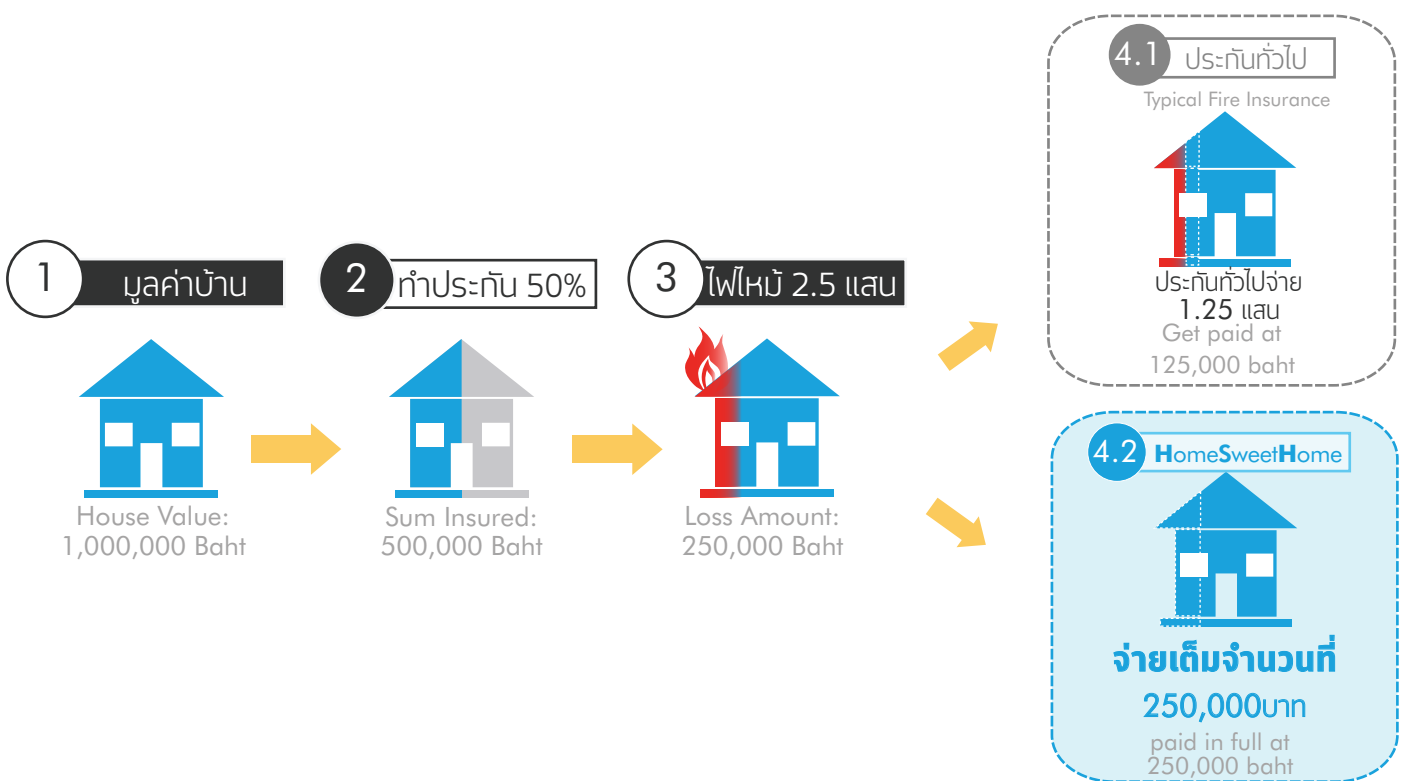 1
มูลค่าบ้าน
House Value:
1,000,000 Baht
2
ทำประกัน 50%
Sum Insured:
500,000 Baht
3
ไฟไหม้ 2.5 แสน
Loss Amount:
250,000 Baht
4.1
ประกันทั่วไป
Typical Fire Insurance
ประกันทั่วไปจ่าย
1.25 แสน
Get paid at
125,000 baht
4.2
HomeSweetHome
จ่ายเต็มจำนวนที่
250,000บาท
paid in full at
250,000 baht